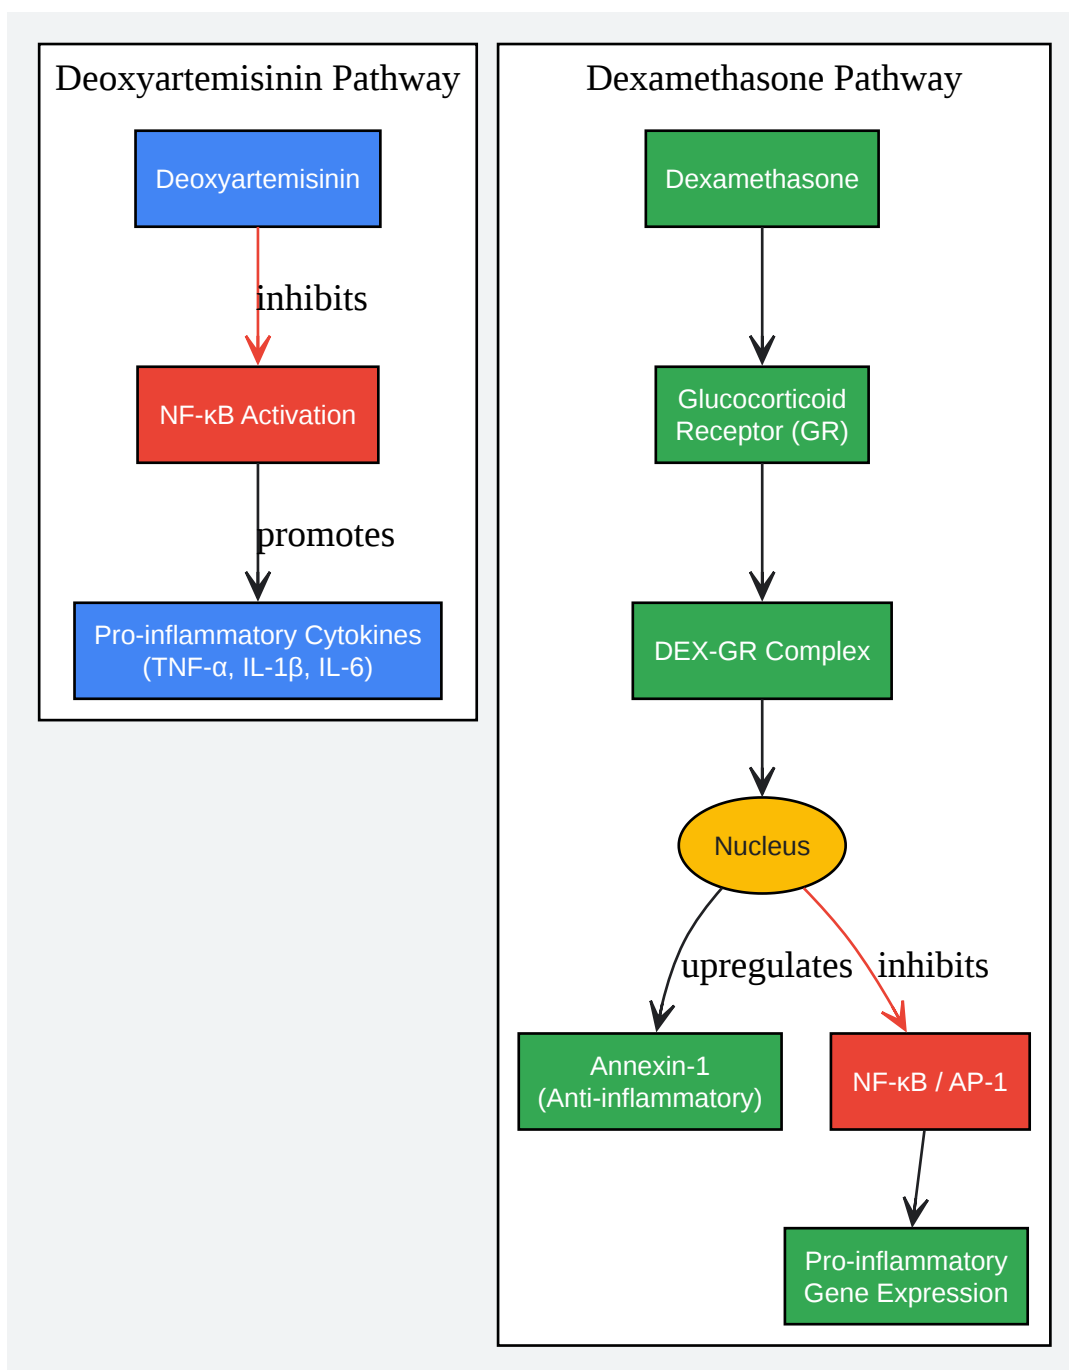 Deoxyartemisinin Pathway
Deoxyartemisinin
inhibits
NF-κB Activation
promotes
Pro-inflammatory Cytokines
(TNF-α, IL-1β, IL-6)
Dexamethasone Pathway
Dexamethasone
Glucocorticoid
Receptor (GR)
DEX-GR Complex
Nucleus
upregulates
inhibits
Annexin-1
(Anti-inflammatory)
NF-κB / AP-1
Pro-inflammatory
Gene Expression